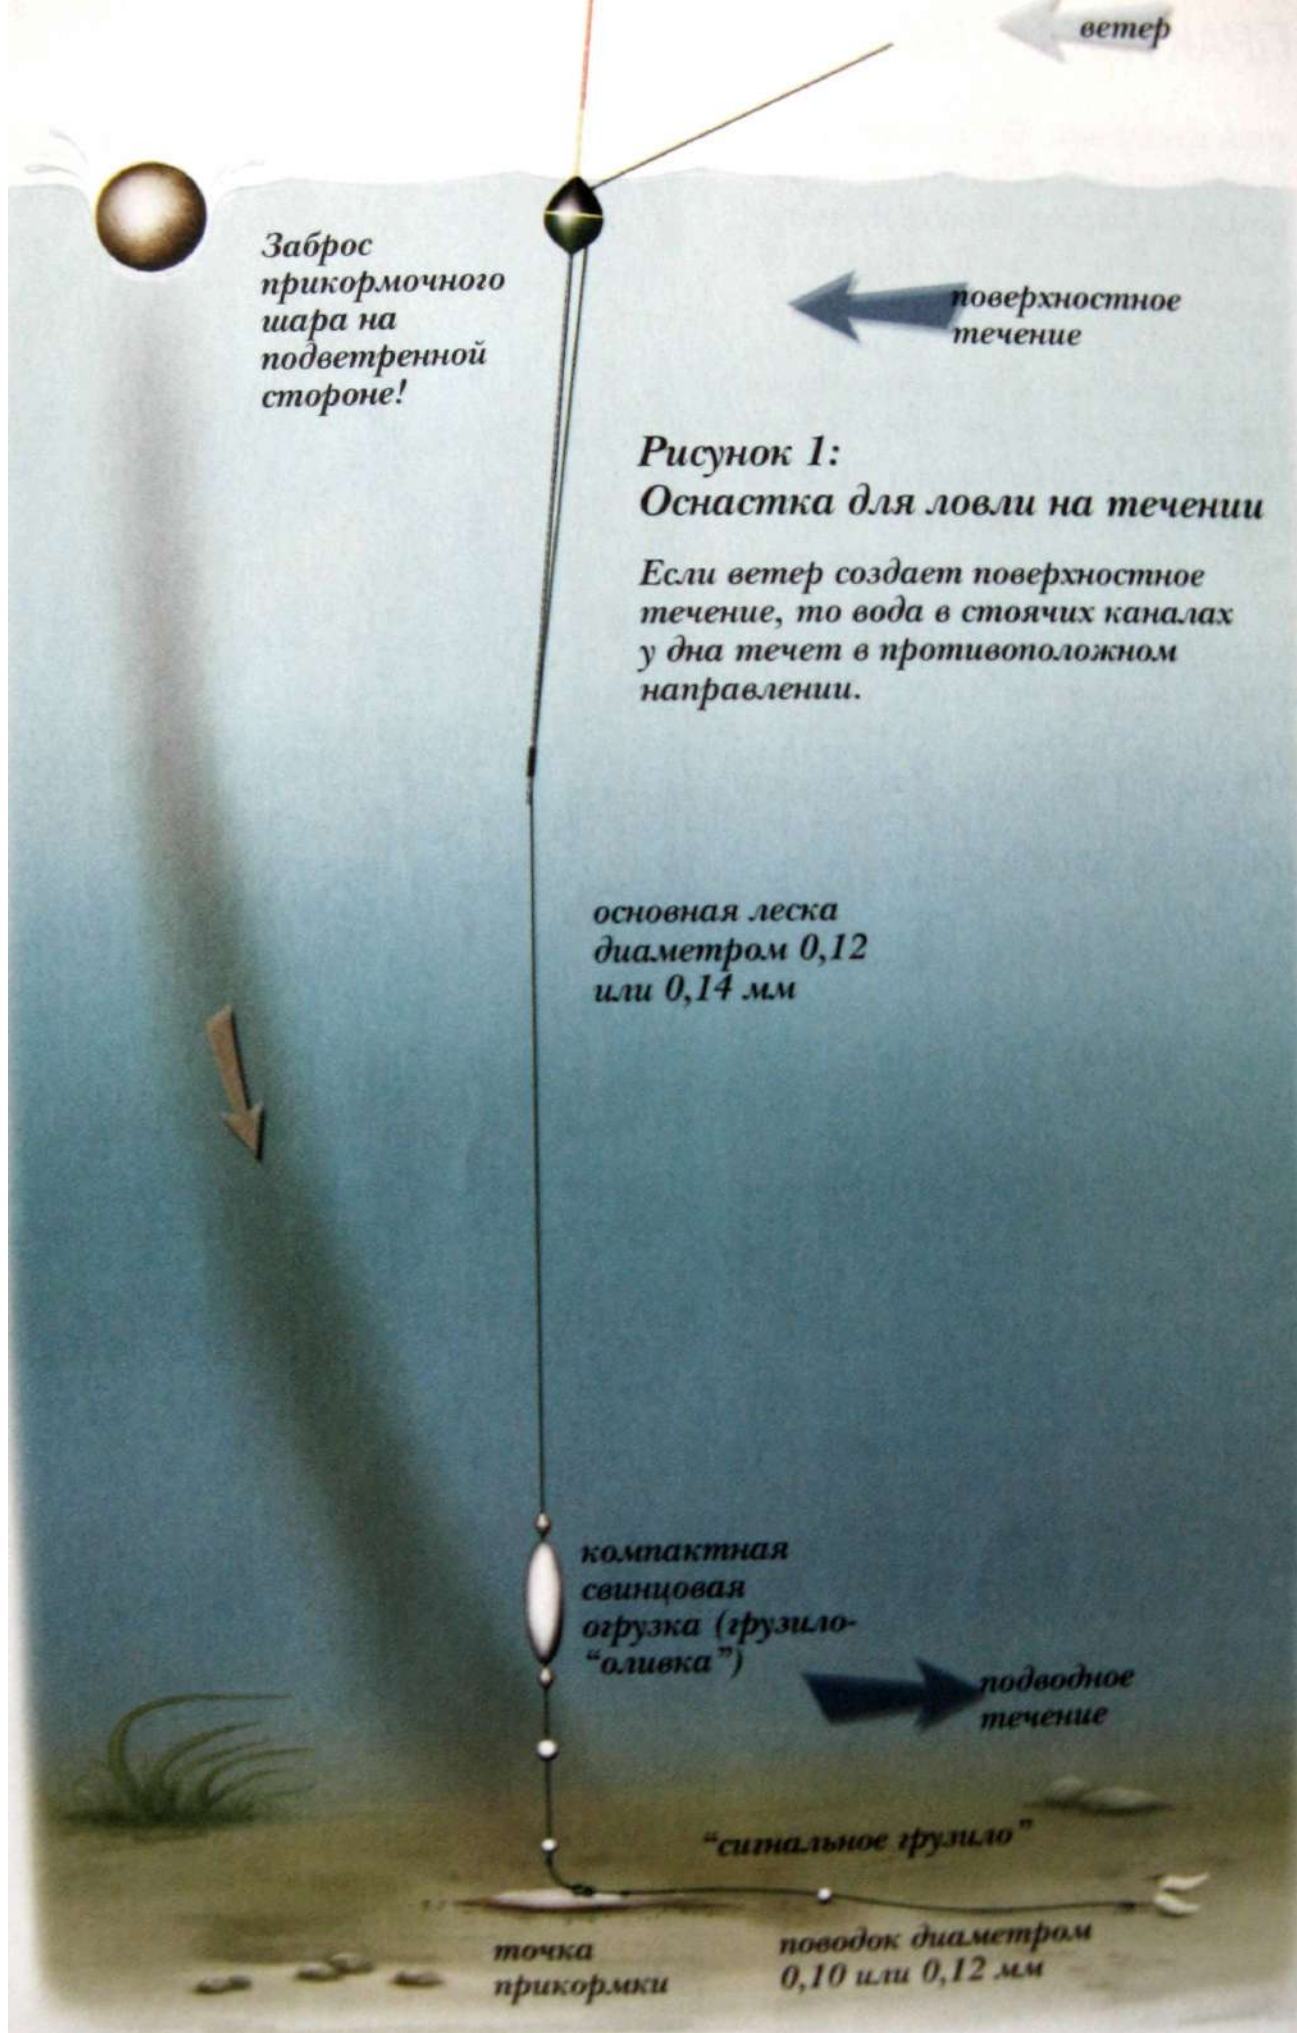 ветер
Заброс
прикормочного
шара на
подветренной
стороне!
поверхностное
течение
Рисунок 1:
Оснастка для ловли на течении
Если ветер создает поверхностное
течение, то вода в стоячих каналах
у дна течет в противоположном
направлении.
основная леска
диаметром 0,12
или 0,14 мм
компактная
свинцовая
огрузка (грузило-
“оливка”)
подводное
течение
“сигнальное грузило”
точка
прикормки
поводок диаметром
0,10 или 0,12 мм